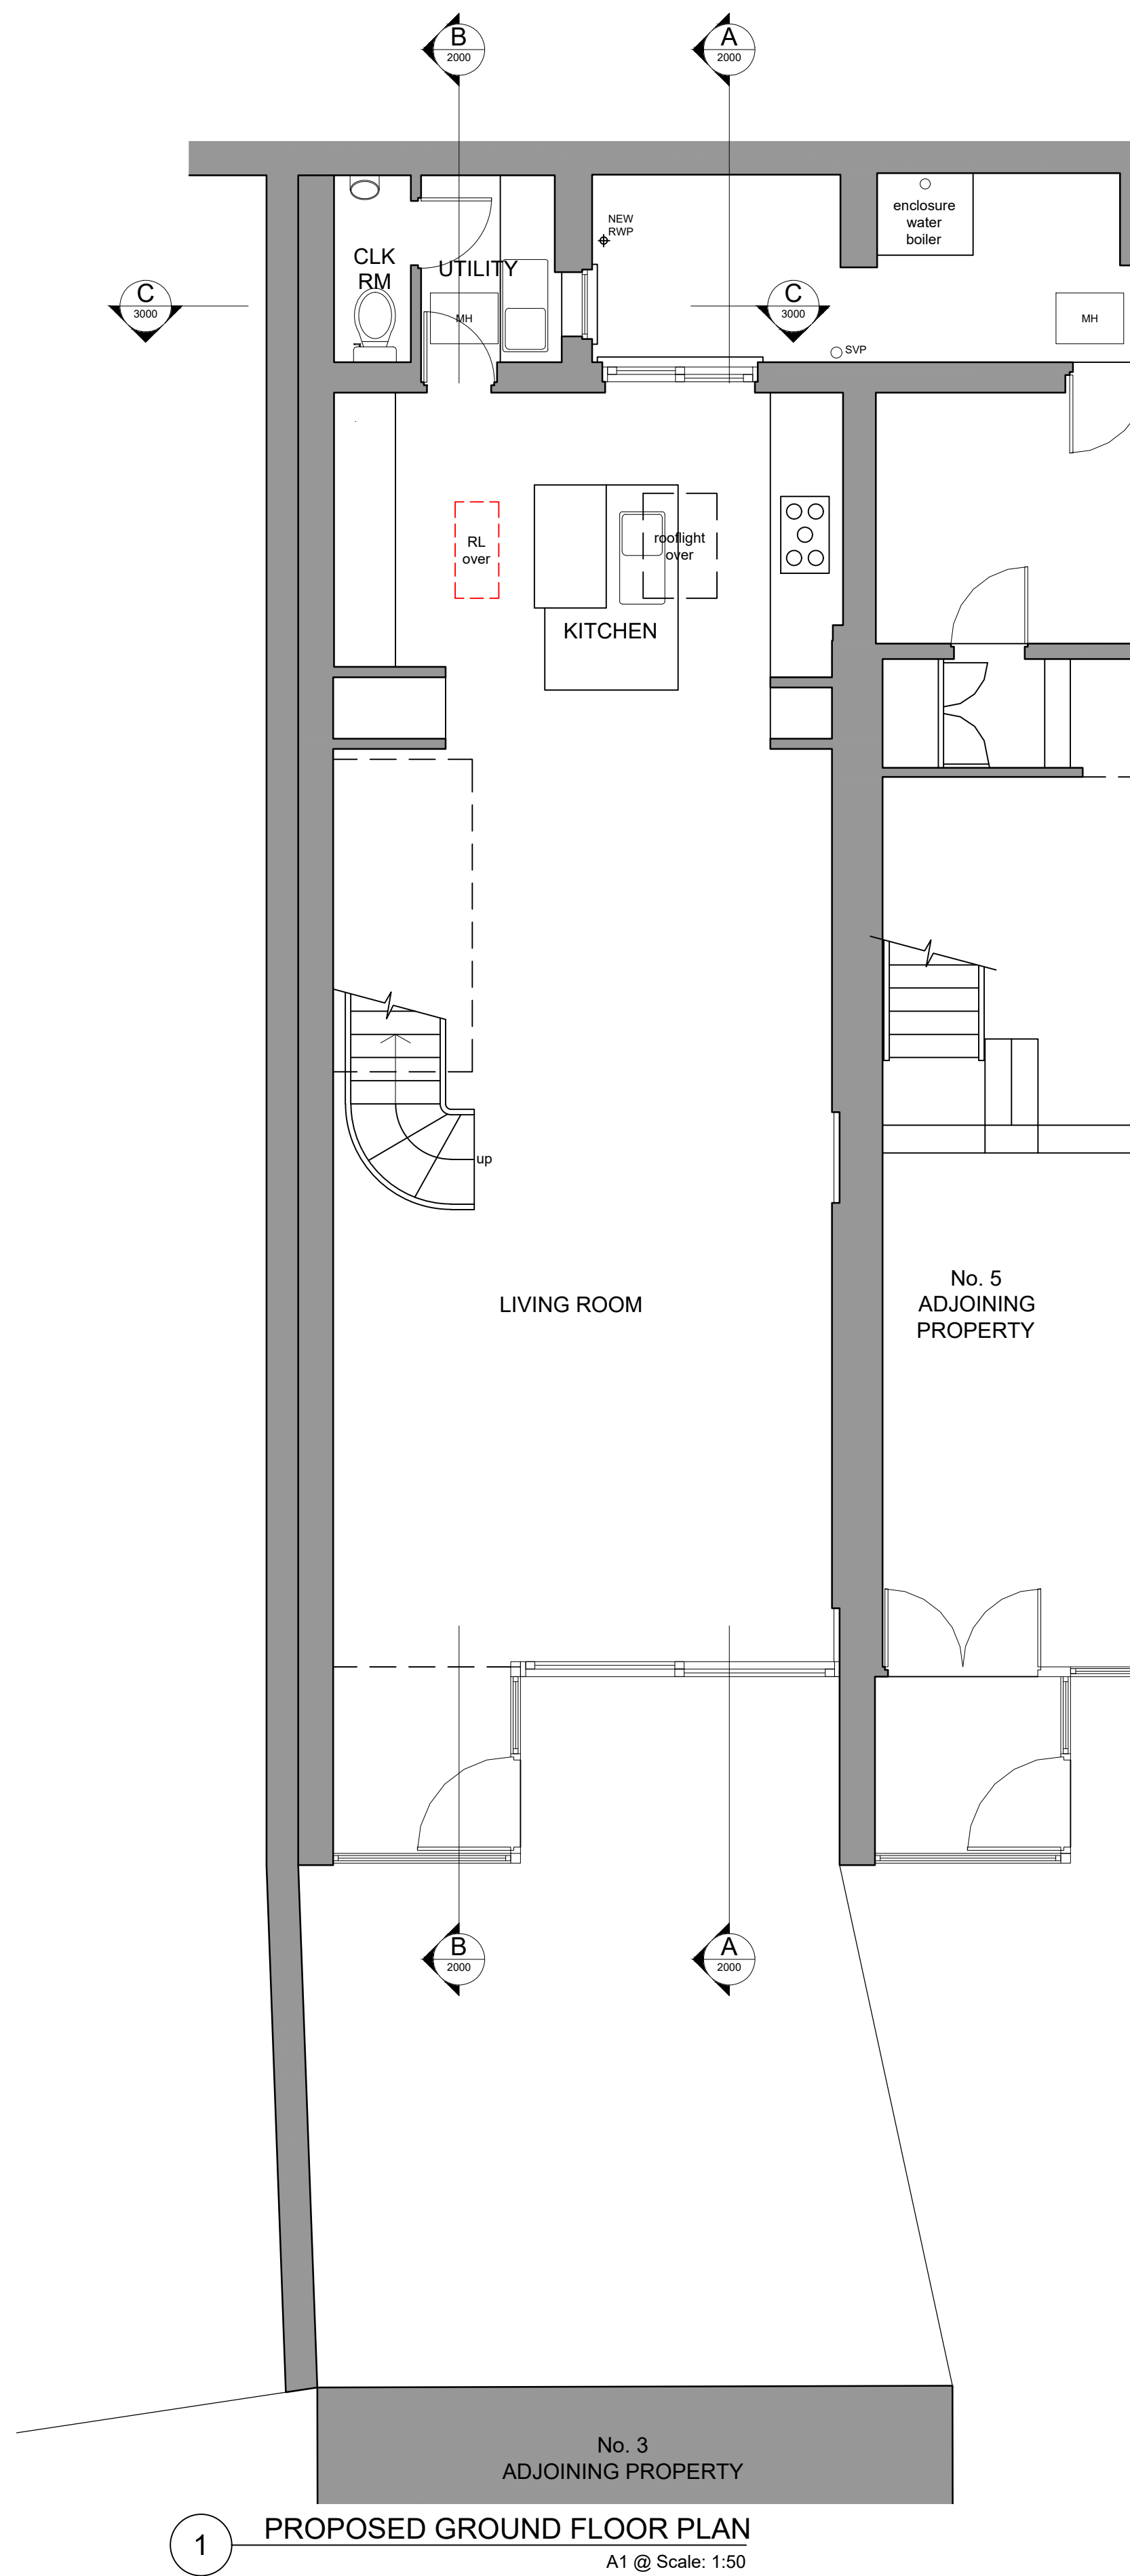 B
2000
A
2000
NEW
RWP
enclosure
water
boiler
CLK
RM
UTILITY
C
3000
MH
C
3000
MH
SVP
RL
over
rooflight
over
KITCHEN
up
LIVING ROOM
No. 5
ADJOINING
PROPERTY
B
2000
A
2000
No. 3
ADJOINING PROPERTY
1
PROPOSED GROUND FLOOR PLAN
A1 @ Scale: 1:50